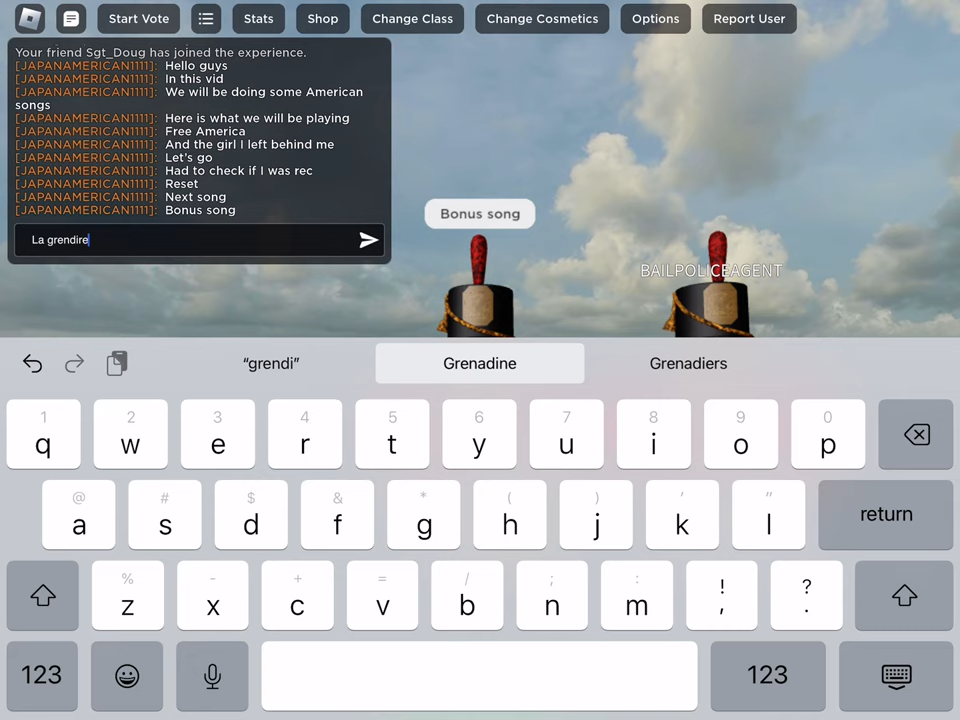 Start Vote Stats Shop Change Class Change Cosmetics Options Report User
Your friend Sgt_Doug has joined the experience.
[JAPANAMERICAN1111]: Hello guys
[JAPANAMERICAN1111]: In this vid
[JAPANAMERICAN1111]: We will be doing some American
songs
[JAPANAMERICAN1111]: Here is what we will be playing
[JAPANAMERICAN1111]: Free America
[JAPANAMERICAN1111]: And the girl I left behind me
[JAPANAMERICAN1111]: Let's go
[JAPANAMERICAN1111]: Had to check if I was rec
[JAPANAMERICAN1111]: Reset
[JAPANAMERICAN1111]: Next song
[JAPANAMERICAN1111]: Bonus song
La grendire
Bonus song
BAILPOLICEAGENT
“grendi” Grenadine Grenadiers
1 2 3 4 5 6 7 8 9 0
q w e r t y u i o p
@ # $ & * ( ) ' "
a s d f g h j k l return
% - + = / ; : ! ?
z x c v b n m , .
123 123